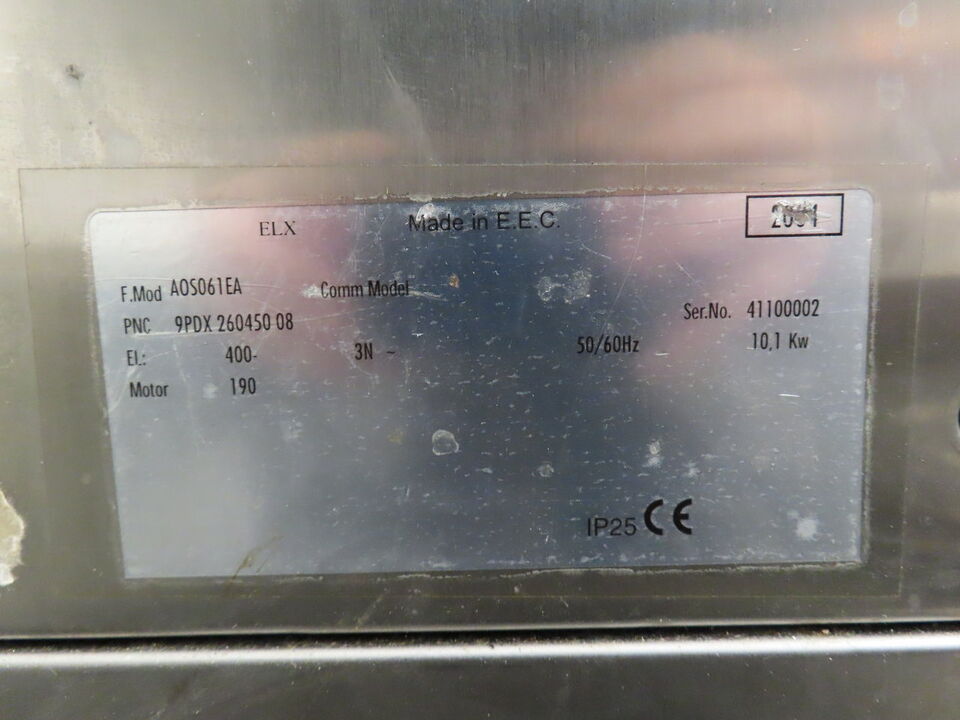 ELX Made in E.E.C.
F.Mod AOS061EA Comm Model
PNC 9PDX 260450 08 Ser.No. 41100002
EL: 400- 3N ~ 50/60Hz 10,1 Kw
Motor 190
IP25 CE